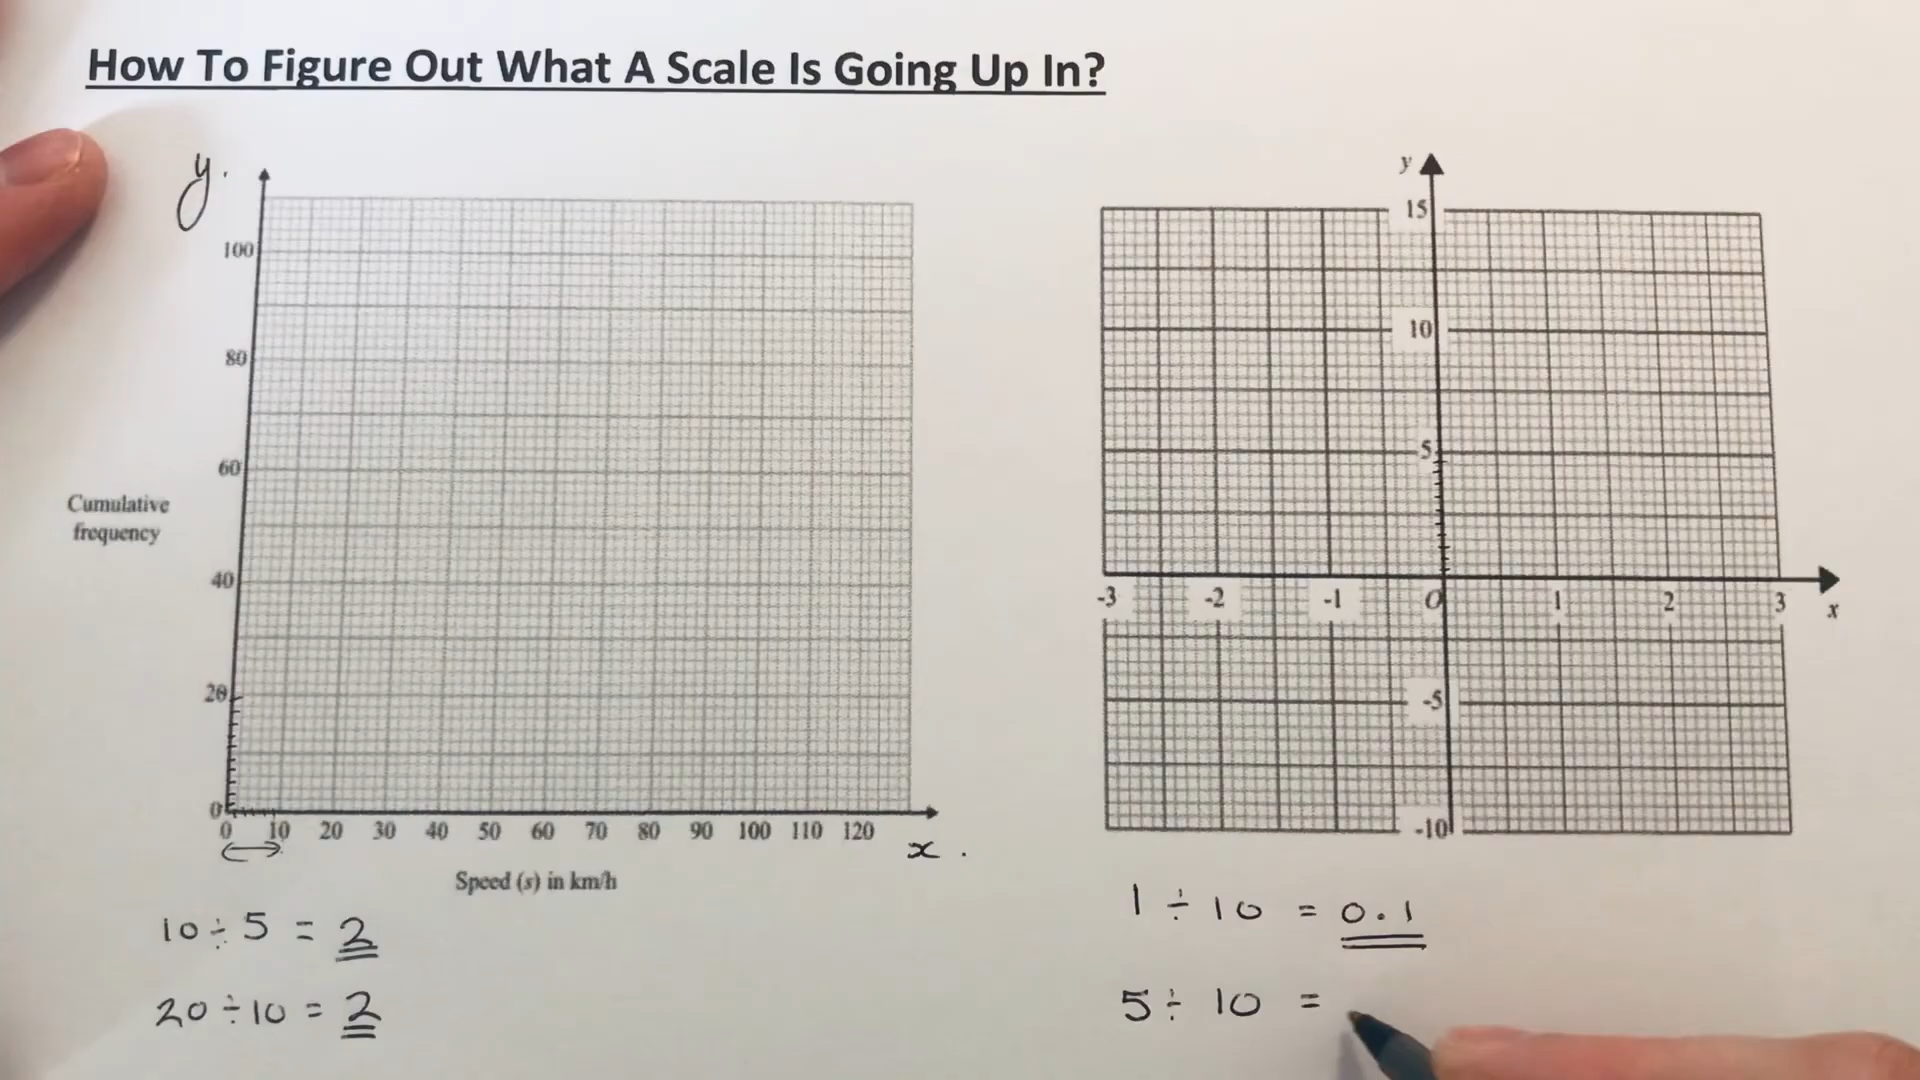 How To Figure Out What A Scale Is Going Up In?
y.
100
80
60
Cumulative
frequency
40
20
0
0 10 20 30 40 50 60 70 80 90 100 110 120
x.
Speed (s) in km/h
10 ÷ 5 = 2
20 ÷ 10 = 2
y
15
10
5
-3 -2 -1 O 1 2 3
x
-5
-10
1 ÷ 10 = 0.1
5 ÷ 10 =